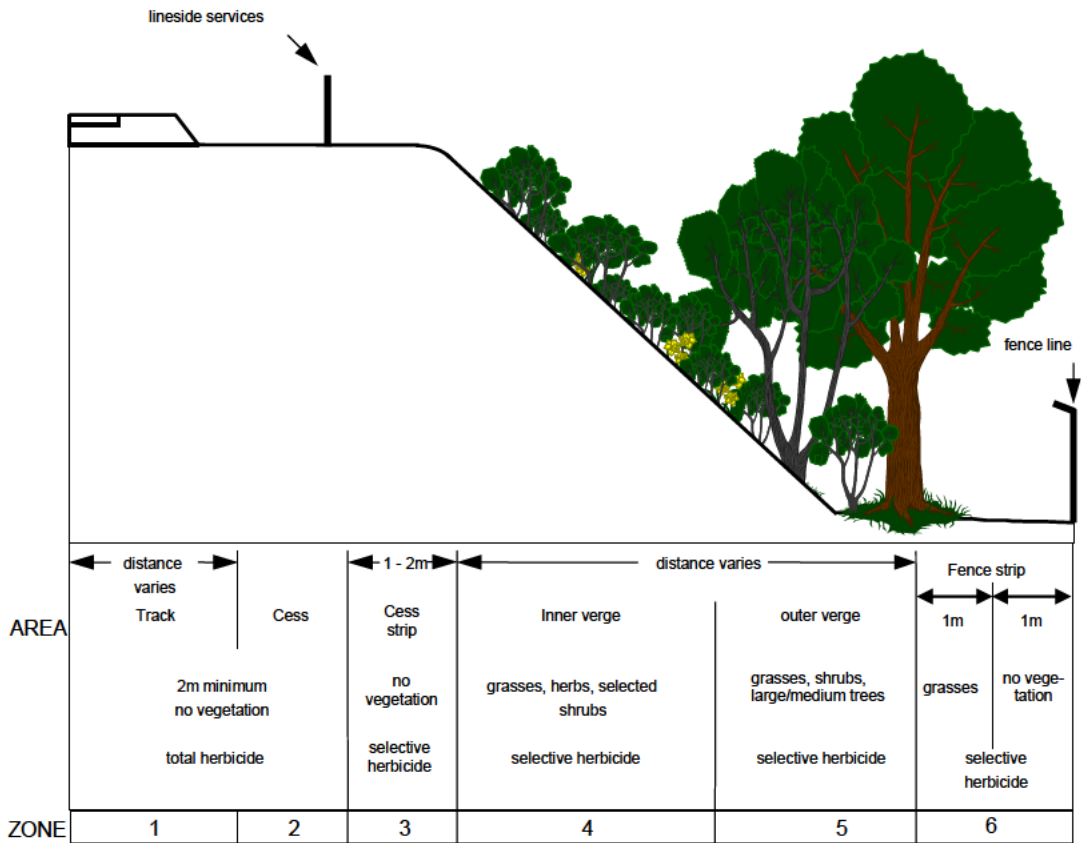 lineside services
fence line
distance
varies
1 - 2m
distance varies
Fence strip
AREA
Track
Cess
Cess
strip
Inner verge
outer verge
1m
1m
2m minimum
no vegetation
no
vegetation
grasses, herbs, selected
shrubs
grasses, shrubs,
large/medium trees
grasses
no vege-
tation
total herbicide
selective
herbicide
selective herbicide
selective herbicide
selective
herbicide
ZONE
1
2
3
4
5
6